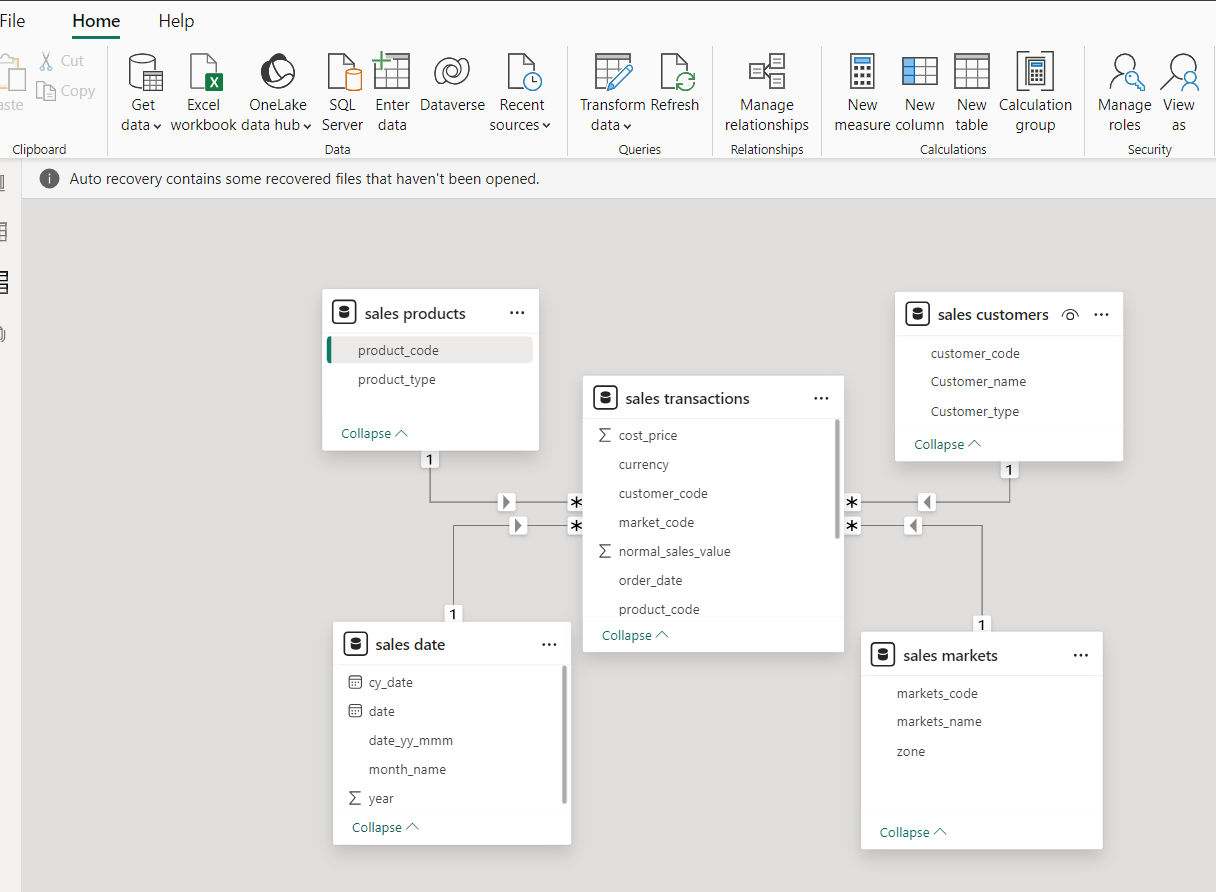 File Home Help
Cut
Copy
Get data
Excel workbook
OneLake data hub
SQL Server
Enter data
Dataverse
Recent sources
Transform data
Refresh
Manage relationships
New measure
New column
New table
Calculation group
Manage roles
View as
Clipboard Data Queries Relationships Calculations Security
Auto recovery contains some recovered files that haven't been opened.
sales products
product_code
product_type
Collapse
1
*
sales customers
customer_code
Customer_name
Customer_type
Collapse
1
*
sales transactions
cost_price
currency
customer_code
market_code
normal_sales_value
order_date
product_code
Collapse
*
1
sales date
cy_date
date
date_yy_mmm
month_name
year
Collapse
*
1
sales markets
markets_code
markets_name
zone
Collapse